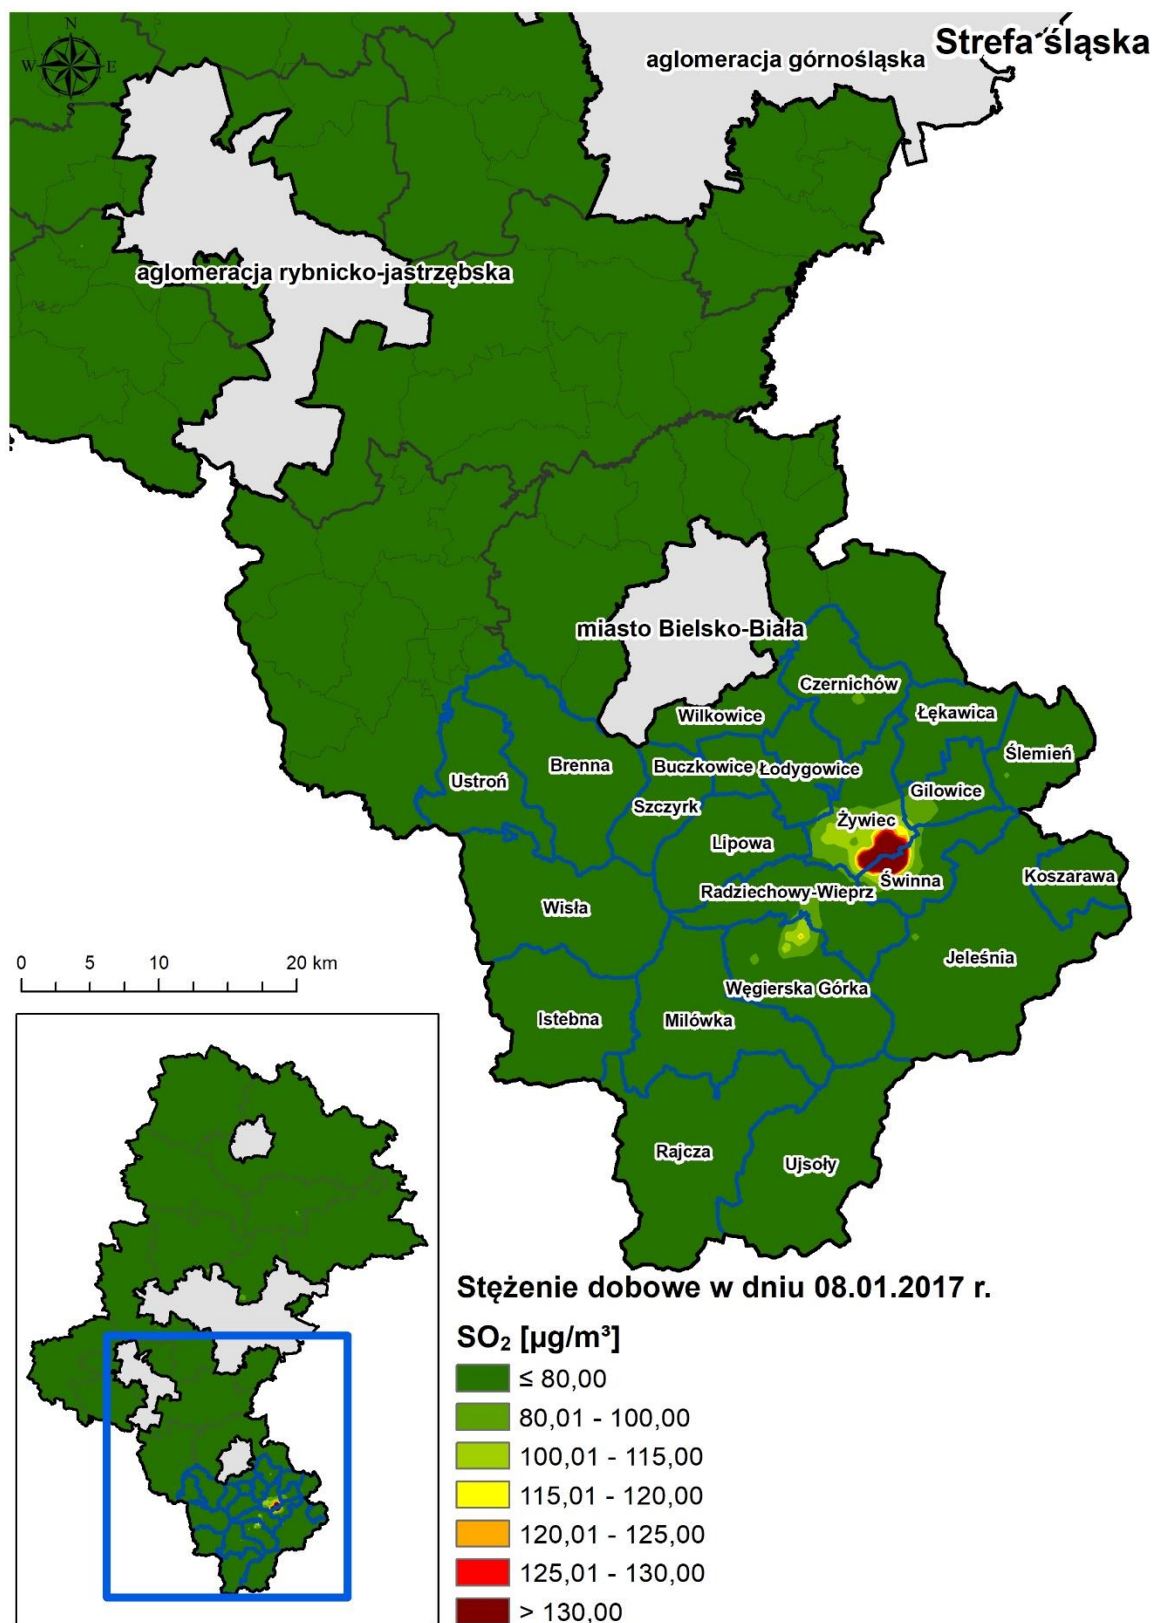 N
Strefa śląska
aglomeracja górnośląska
W E
S
aglomeracja rybnicko-jastrzębska
miasto Bielsko-Biała
Czernichów
Wilkowice
Łękawica
Ślemień
Brenna
Buczkowice
Łodygowice
Ustroń
Gilowice
Szczyrk
Żywiec
Lipowa
Koszarawa
Świnna
Radziechowy-Wieprz
Wisła
Jeleśnia
0 5 10 20 km
Węgierska Górka
Istebna
Milówka
Rajcza
Ujsoły
Stężenie dobowe w dniu 08.01.2017 r.
SO₂ [µg/m³]
≤ 80,00
80,01 - 100,00
100,01 - 115,00
115,01 - 120,00
120,01 - 125,00
125,01 - 130,00
> 130,00